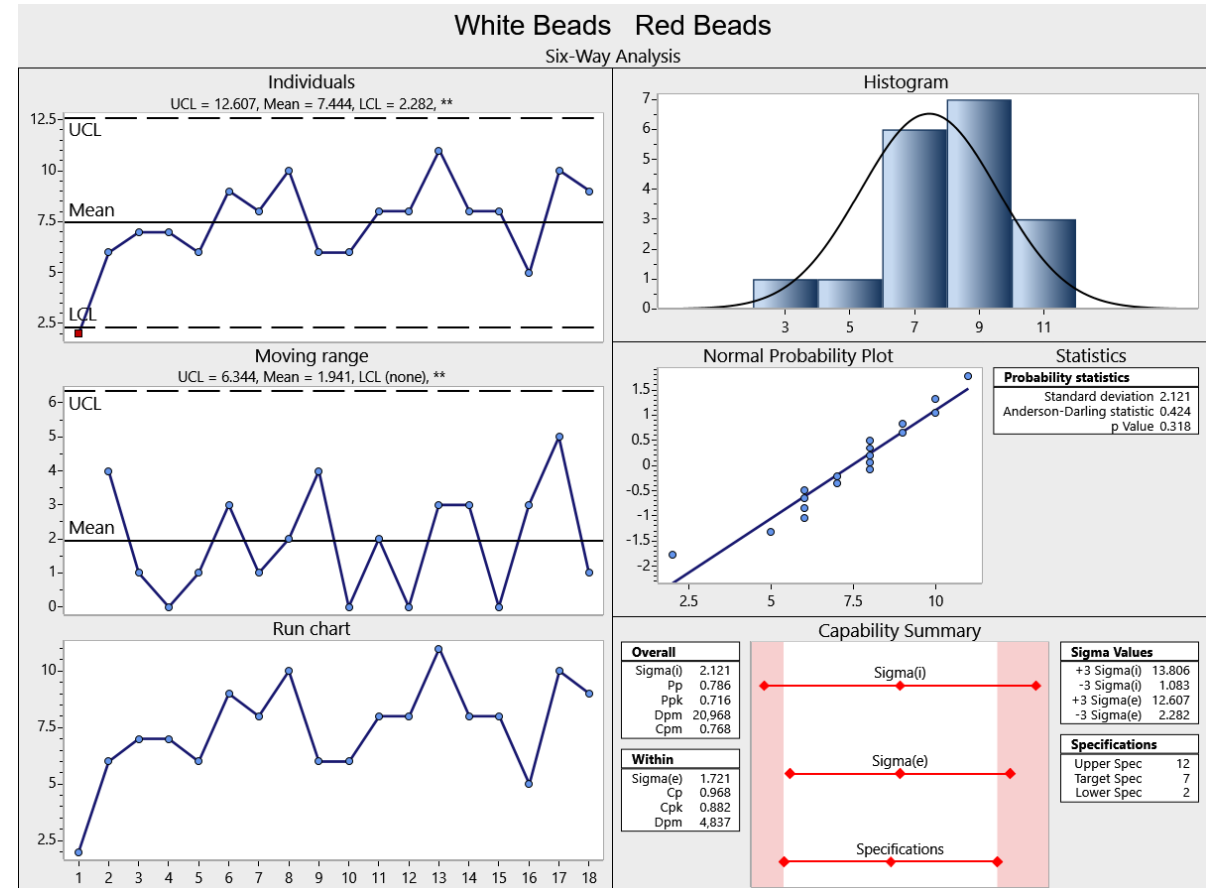 White Beads Red Beads
Six-Way Analysis
Individuals
UCL = 12.607, Mean = 7.444, LCL = 2.282, **
12.5
UCL
10
Mean
7.5
5
LCL
2.5
Moving range
UCL = 6.344, Mean = 1.941, LCL (none), **
6
UCL
5
4
3
Mean
2
1
0
Run chart
10
7.5
5
2.5
1 2 3 4 5 6 7 8 9 10 11 12 13 14 15 16 17 18
Histogram
7
6
5
4
3
2
1
0
3 5 7 9 11
Normal Probability Plot
1.5
1
0.5
0
-0.5
-1
-1.5
-2
2.5 5 7.5 10
Statistics
Probability statistics
Standard deviation 2.121
Anderson-Darling statistic 0.424
p Value 0.318
Capability Summary
Overall
Sigma(i) 2.121
Pp 0.786
Ppk 0.716
Dpm 20,968
Cpm 0.768
Within
Sigma(e) 1.721
Cp 0.968
Cpk 0.882
Dpm 4,837
Sigma(i)
Sigma(e)
Specifications
Sigma Values
+3 Sigma(i) 13.806
-3 Sigma(i) 1.083
+3 Sigma(e) 12.607
-3 Sigma(e) 2.282
Specifications
Upper Spec 12
Target Spec 7
Lower Spec 2